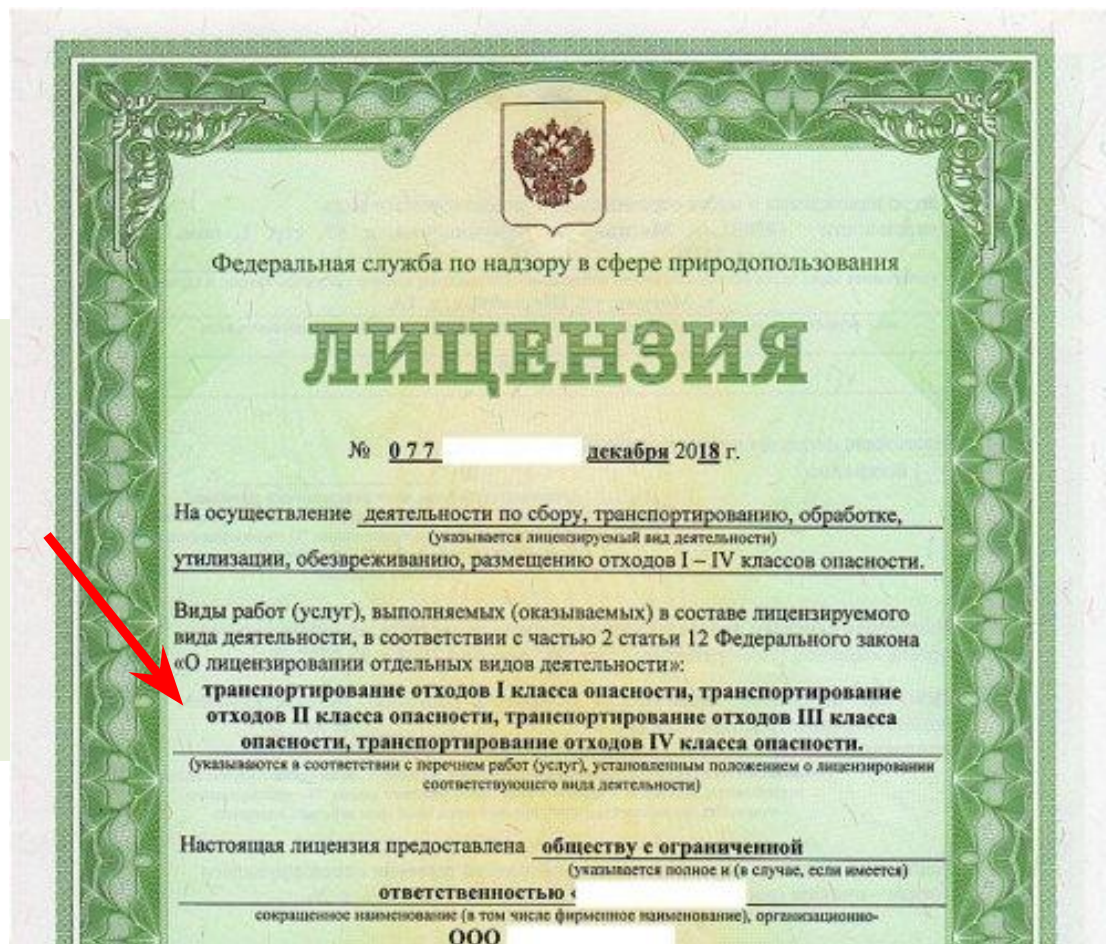 Федеральная служба по надзору в сфере природопользования
ЛИЦЕНЗИЯ
№ 077 декабря 2018 г.
На осуществление деятельности по сбору, транспортированию, обработке,
(указывается лицензируемый вид деятельности)
утилизации, обезвреживанию, размещению отходов I – IV классов опасности.
Виды работ (услуг), выполняемых (оказываемых) в составе лицензируемого
вида деятельности, в соответствии с частью 2 статьи 12 Федерального закона
«О лицензировании отдельных видов деятельности»:
транспортирование отходов I класса опасности, транспортирование
отходов II класса опасности, транспортирование отходов III класса
опасности, транспортирование отходов IV класса опасности.
(указываются в соответствии с перечнем работ (услуг), установленным положением о лицензировании
соответствующего вида деятельности)
Настоящая лицензия предоставлена обществу с ограниченной
(указывается полное и (в случае, если имеется)
ответственностью «
сокращенное наименование (в том числе фирменное наименование), организационно-
ООО